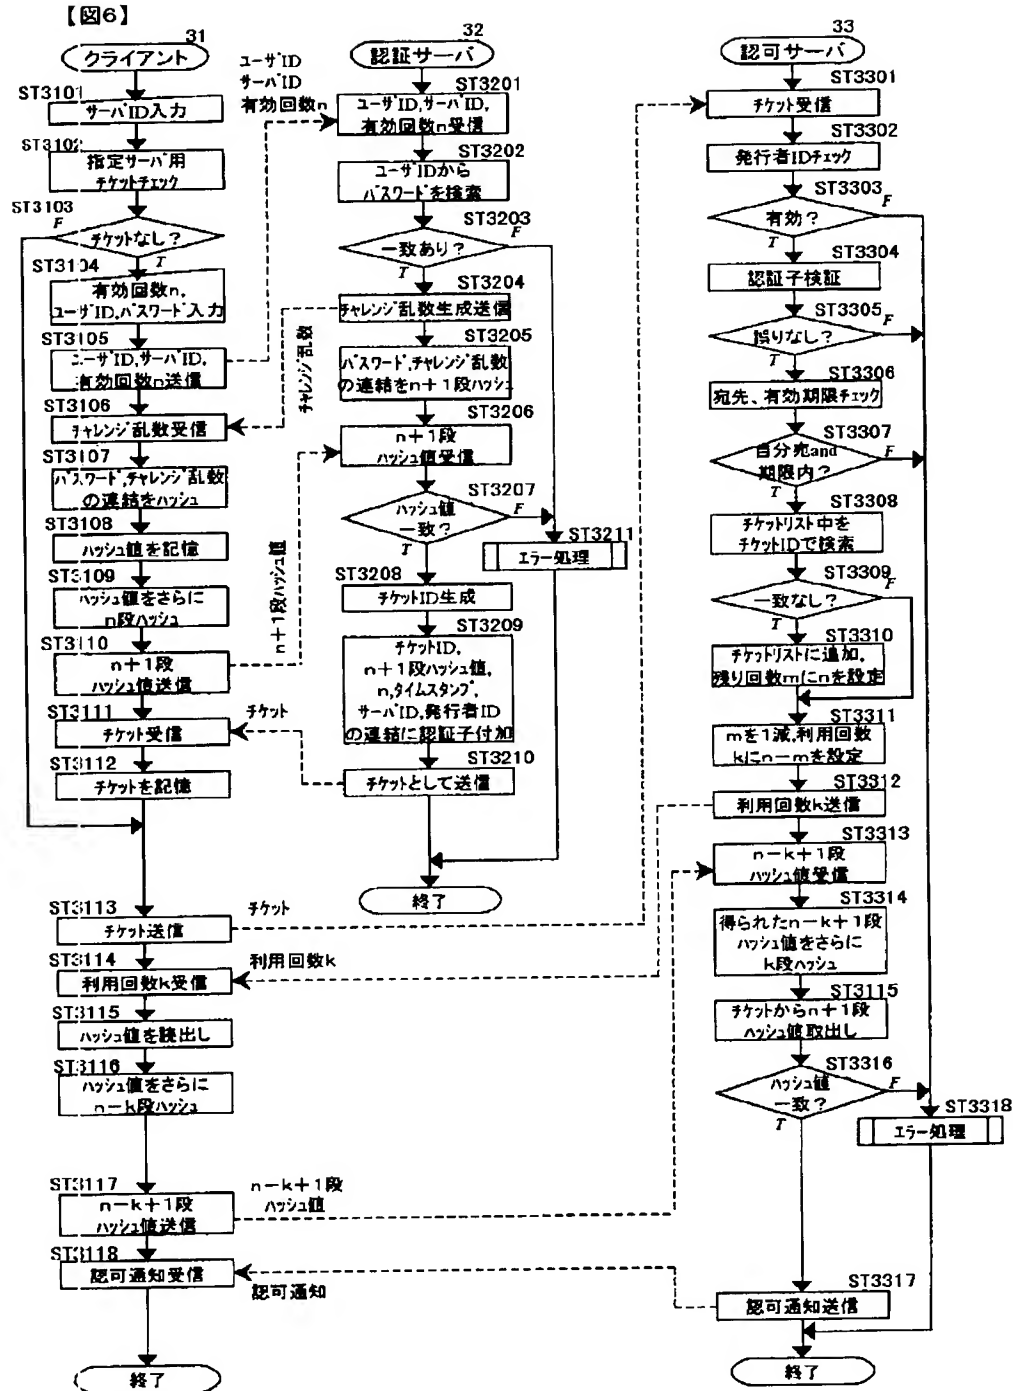 【図6】
31
クライアント
ST3101
サーバID入力
ST3102
指定サーバ用
チケットチェック
ST3103
F
チケットなし?
T
ST3104
有効回数n,
ユーザID,パスワード入力
ST3105
ユーザID,サーバID,
有効回数n送信
ST3106
チャレンジ乱数受信
ST3107
パスワード,チャレンジ乱数
の連結をハッシュ
ST3108
ハッシュ値を記憶
ST3109
ハッシュ値をさらに
n段ハッシュ
ST3110
n+1段
ハッシュ値送信
ST3111
チケット受信
ST3112
チケットを記憶
ST3113
チケット送信
ST3114
利用回数k受信
ST3115
ハッシュ値を読出し
ST3116
ハッシュ値をさらに
n-k段ハッシュ
ST3117
n-k+1段
ハッシュ値送信
ST3118
認可通知受信
終了
ユーザID
サーバID
有効回数n
チャレンジ乱数
n+1段ハッシュ値
チケット
チケット
利用回数k
n-k+1段
ハッシュ値
認可通知
32
認証サーバ
ST3201
ユーザID,サーバID,
有効回数n受信
ST3202
ユーザIDから
パスワードを検索
ST3203
一致あり?
F
T
ST3204
チャレンジ乱数生成送信
ST3205
パスワード,チャレンジ乱数
の連結をn+1段ハッシュ
ST3206
n+1段
ハッシュ値受信
ST3207
ハッシュ値
一致?
F
T
ST3211
エラー処理
ST3208
チケットID生成
ST3209
チケットID,
n+1段ハッシュ値,
n,タイムスタンプ,
サーバID,発行者ID
の連結に認証子付加
ST3210
チケットとして送信
終了
33
認可サーバ
ST3301
チケット受信
ST3302
発行者IDチェック
ST3303
有効?
F
T
ST3304
認証子検証
ST3305
誤りなし?
F
T
ST3306
宛先、有効期限チェック
ST3307
自分宛and
期限内?
F
T
ST3308
チケットリスト中を
チケットIDで検索
ST3309
一致なし?
F
T
ST3310
チケットリストに追加,
残り回数mにnを設定
ST3311
mを1減,利用回数
kにn-mを設定
ST3312
利用回数k送信
ST3313
n-k+1段
ハッシュ値受信
ST3314
得られたn-k+1段
ハッシュ値をさらに
k段ハッシュ
ST3115
チケットからn+1段
ハッシュ値取出し
ST3316
ハッシュ値
一致?
F
T
ST3318
エラー処理
ST3317
認可通知送信
終了